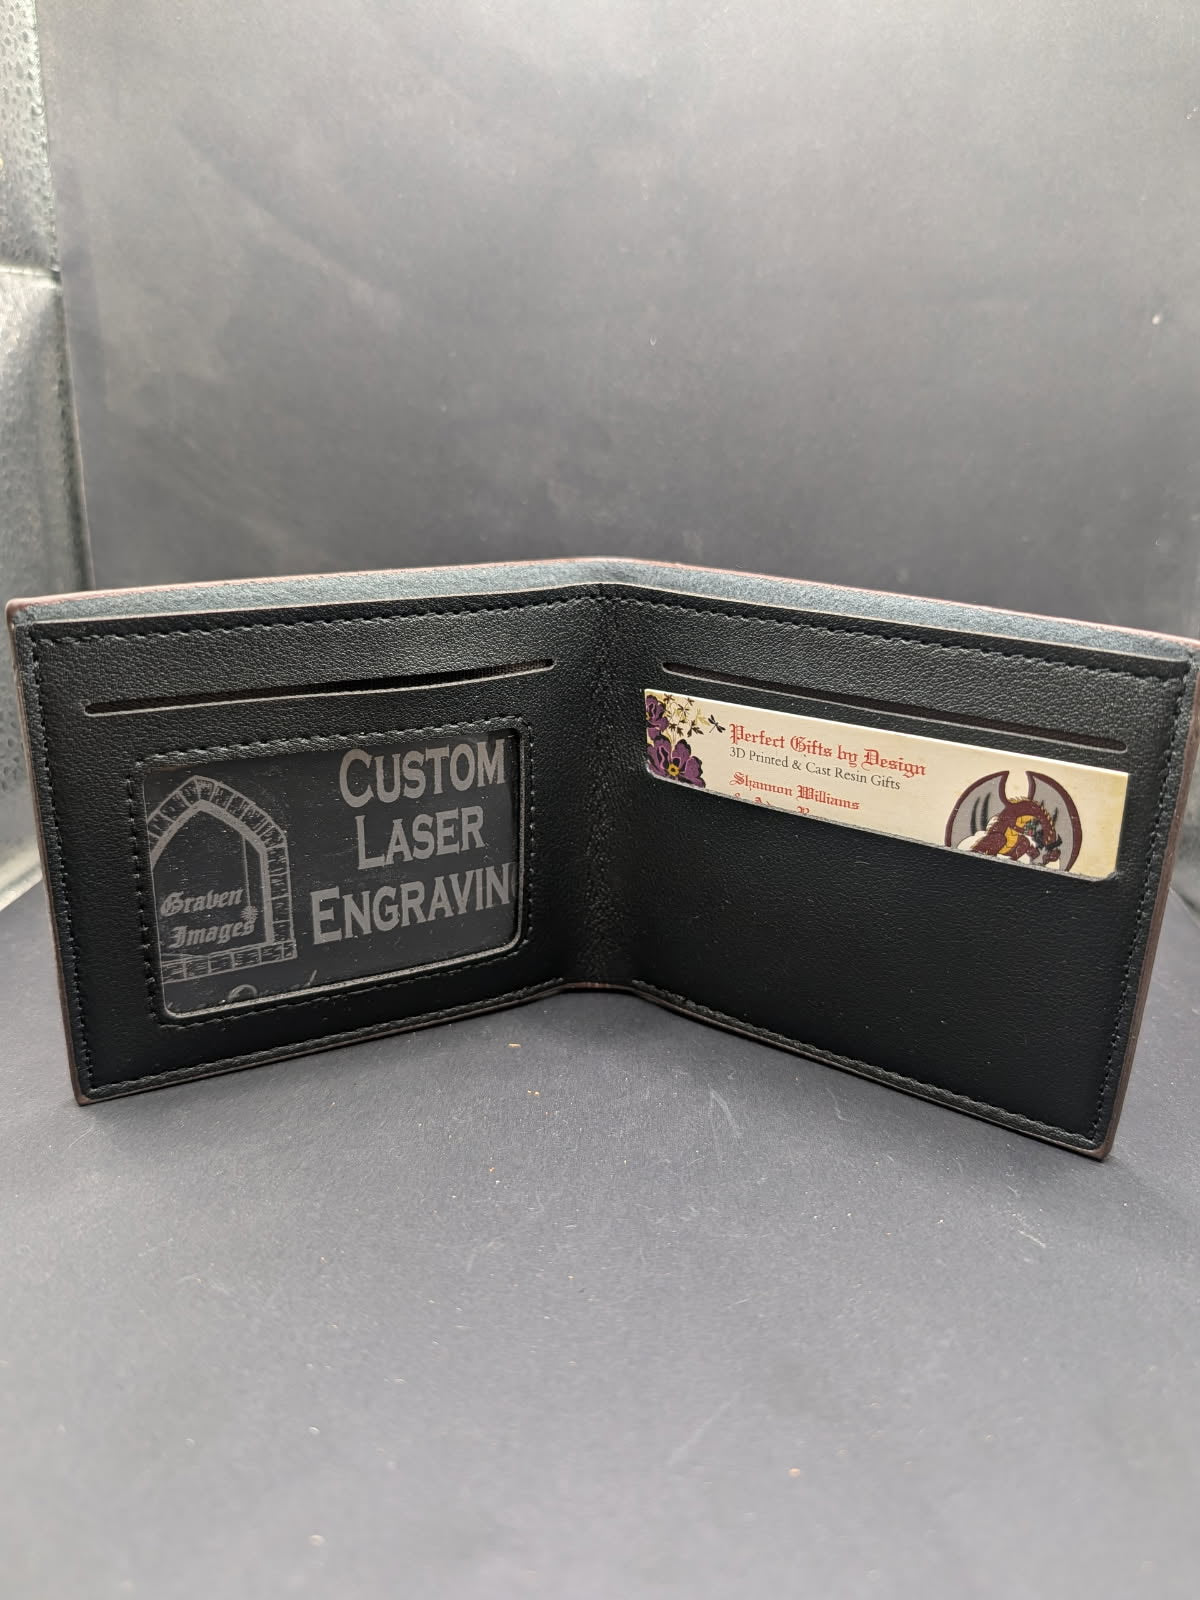 Graven
Images
CUSTOM
LASER
ENGRAVIN
Perfect Gifts by Design
3D Printed & Cast Resin Gifts
Shannon Williams